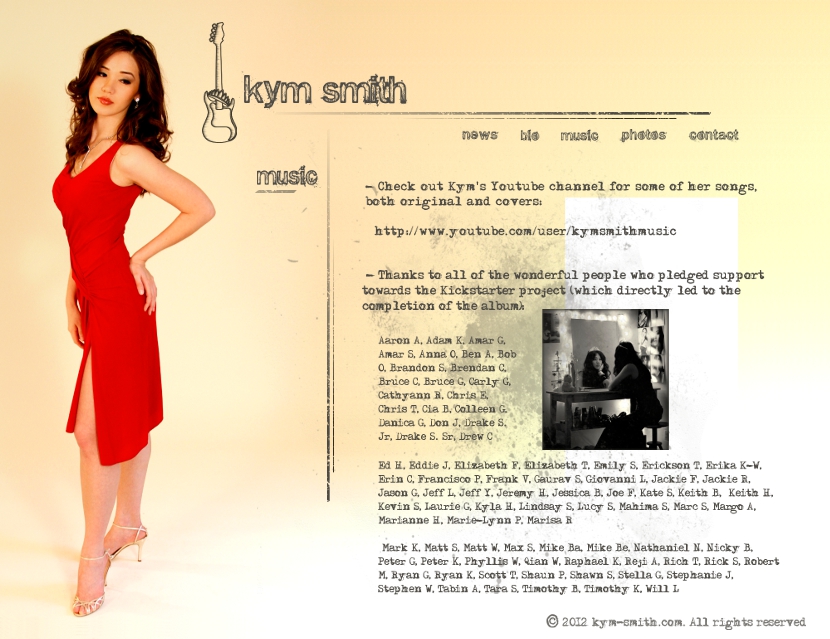 kym smith
news bio music photos contact
music
- Check out Kym's Youtube channel for some of her songs,
both original and covers:
http://www.youtube.com/user/kymsmithmusic
- Thanks to all of the wonderful people who pledged support
towards the Kickstarter project (which directly led to the
completion of the album):
Aaron A, Adam K, Amar G,
Amar S, Anna O, Ben A, Bob
O, Brandon S, Brendan C,
Bruce C, Bruce G, Carly G,
Cathyann R, Chris E,
Chris T, Cia B, Colleen G
Danica G, Don J, Drake S,
Jr, Drake S. Sr, Drew C
Ed H, Eddie J, Elizabeth F, Elizabeth T, Emily S, Erickson T, Erika K-W,
Erin C, Francisco P, Frank V, Gaurav S, Giovanni L, Jackie F, Jackie R,
Jason G, Jeff L, Jeff Y, Jeremy H, Jessica B, Joe F, Kate S, Keith B, Keith H,
Kevin S, Laurie G, Kyla H, Lindsay S, Lucy S, Mahima S, Marc S, Margo A,
Marianne H, Marie-Lynn P, Marisa R
Mark K, Matt S, Matt W, Max S, Mike Ba, Mike Be, Nathaniel N, Nicky B,
Peter G, Peter K, Phyllis W, Qian W, Raphael K, Reji A, Rich T, Rick S, Robert
M, Ryan G, Ryan K, Scott T, Shaun P, Shawn S, Stella G, Stephanie J,
Stephen W, Tabin A, Tara S, Timothy B, Timothy K, Will L
© 2012 kym-smith.com. All rights reserved